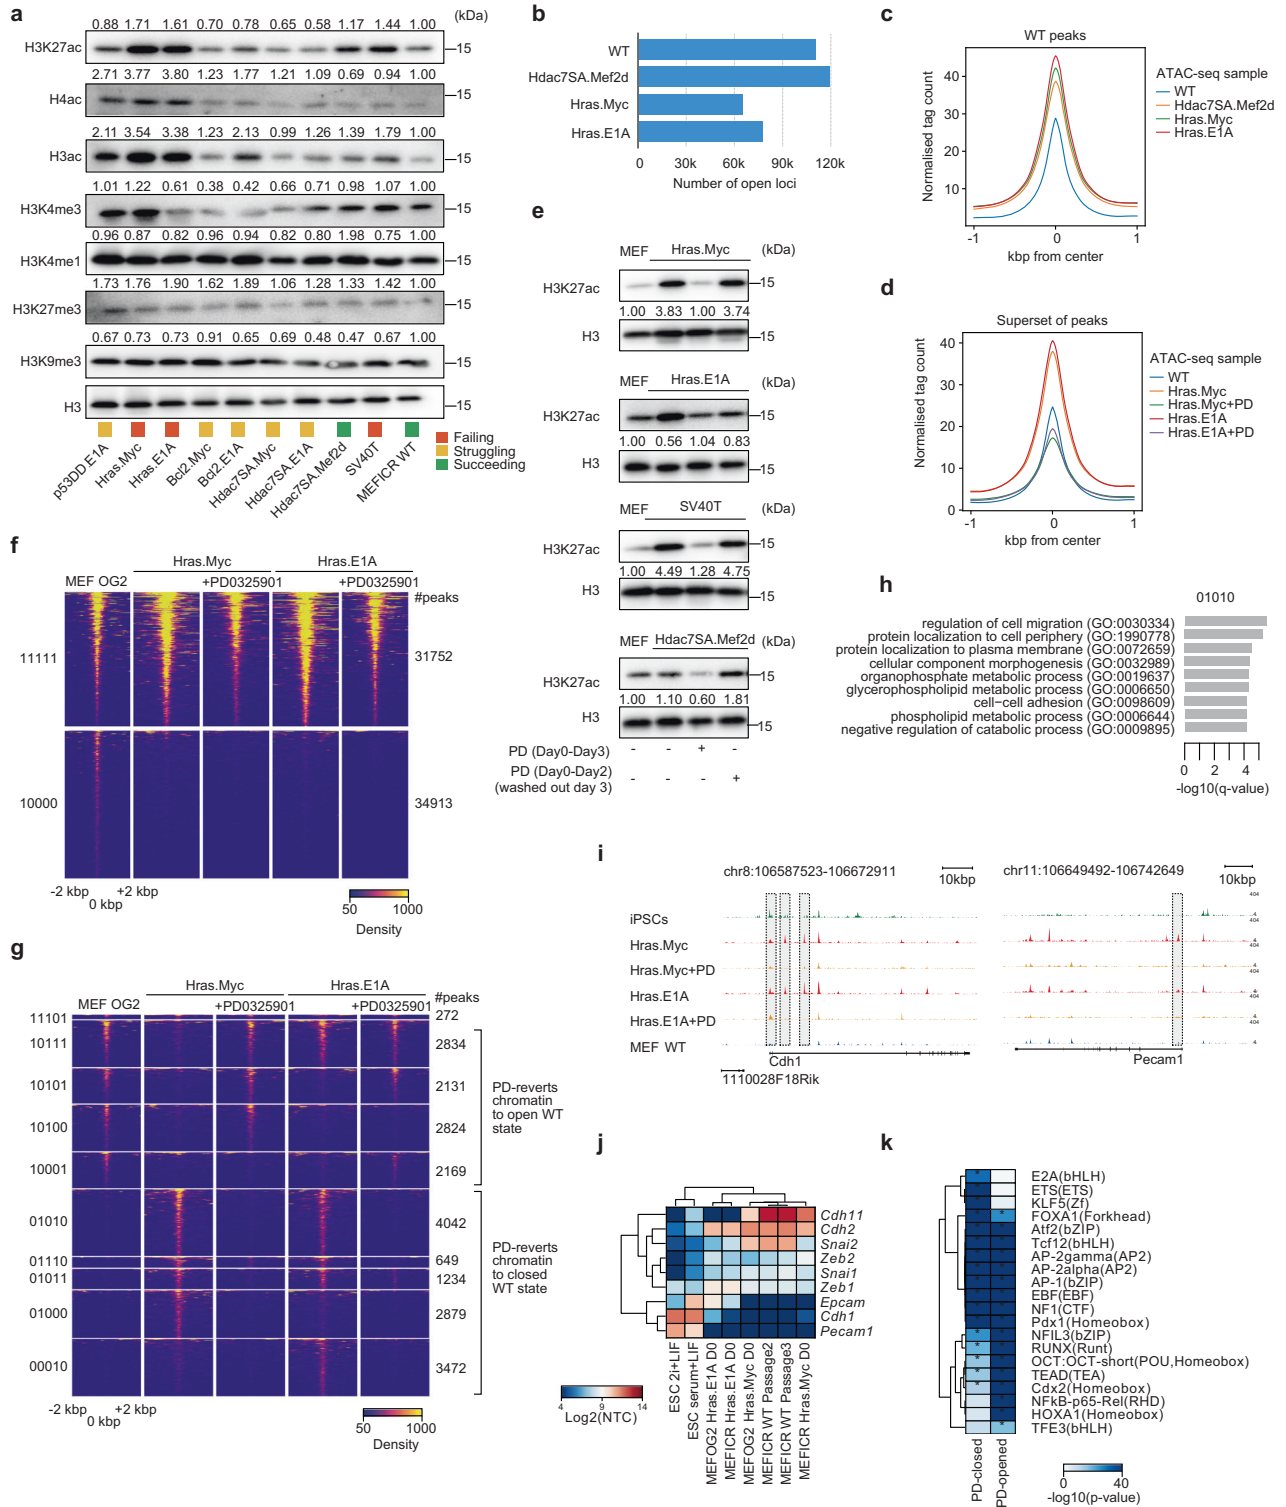 a
0.88 1.71 1.61 0.70 0.78 0.65 0.58 1.17 1.44 1.00 (kDa)
H3K27ac 15
2.71 3.77 3.80 1.23 1.77 1.21 1.09 0.69 0.94 1.00
H4ac 15
2.11 3.54 3.38 1.23 2.13 0.99 1.26 1.39 1.79 1.00
H3ac 15
1.01 1.22 0.61 0.38 0.42 0.66 0.71 0.98 1.07 1.00
H3K4me3 15
0.96 0.87 0.82 0.96 0.94 0.82 0.80 1.98 0.75 1.00
H3K4me1 15
1.73 1.76 1.90 1.62 1.89 1.06 1.28 1.33 1.42 1.00
H3K27me3 15
0.67 0.73 0.73 0.91 0.65 0.69 0.48 0.47 0.67 1.00
H3K9me3 15
H3 15
p53DD.E1A
Hras.Myc
Hras.E1A
Bcl2.Myc
Bcl2.E1A
Hdac7SA.Myc
Hdac7SA.E1A
Hdac7SA.Mef2d
SV40T
MEFICR WT
Failing
Struggling
Succeeding
b
WT
Hdac7SA.Mef2d
Hras.Myc
Hras.E1A
0 30k 60k 90k 120k
Number of open loci
c
WT peaks
Normalised tag count
40
30
20
10
-1 0 1
kbp from center
ATAC-seq sample
WT
Hdac7SA.Mef2d
Hras.Myc
Hras.E1A
d
Superset of peaks
Normalised tag count
40
30
20
10
0
-1 0 1
kbp from center
ATAC-seq sample
WT
Hras.Myc
Hras.Myc+PD
Hras.E1A
Hras.E1A+PD
e
MEF Hras.Myc (kDa)
H3K27ac 15
1.00 3.83 1.00 3.74
H3 15
MEF Hras.E1A (kDa)
H3K27ac 15
1.00 0.56 1.04 0.83
H3 15
MEF SV40T (kDa)
H3K27ac 15
1.00 4.49 1.28 4.75
H3 15
MEF Hdac7SA.Mef2d (kDa)
H3K27ac 15
1.00 1.10 0.60 1.81
H3 15
PD (Day0-Day3) - - + -
PD (Day0-Day2)
(washed out day 3) - - - +
f
Hras.Myc Hras.E1A
MEF OG2 +PD0325901 +PD0325901
#peaks
11111 31752
10000 34913
-2 kbp +2 kbp
0 kbp
50 1000
Density
g
Hras.Myc Hras.E1A
MEF OG2 +PD0325901 +PD0325901 #peaks
11101 272
10111 2834
10101 2131
10100 2824
10001 2169
01010 4042
01110 649
01011 1234
01000 2879
00010 3472
PD-reverts
chromatin
to open WT
state
PD-reverts
chromatin
to closed
WT state
-2 kbp +2 kbp
0 kbp
50 1000
Density
h
01010
regulation of cell migration (GO:0030334)
protein localization to cell periphery (GO:1990778)
protein localization to plasma membrane (GO:0072659)
cellular component morphogenesis (GO:0032989)
organophosphate metabolic process (GO:0019637)
glycerophospholipid metabolic process (GO:0006650)
cell−cell adhesion (GO:0098609)
phospholipid metabolic process (GO:0006644)
negative regulation of catabolic process (GO:0009895)
0 2 4
-log10(q-value)
i
chr8:106587523-106672911 10kbp
chr11:106649492-106742649 10kbp
iPSCs
Hras.Myc
Hras.Myc+PD
Hras.E1A
Hras.E1A+PD
MEF WT
404
4
404
4
404
4
404
4
404
4
404
4
Cdh1
1110028F18Rik
Pecam1
j
Cdh11
Cdh2
Snai2
Zeb2
Snai1
Zeb1
Epcam
Cdh1
Pecam1
ESC 2i+LIF
ESC serum+LIF
MEFOG2 Hras.E1A D0
MEFICR Hras.E1A D0
MEFOG2 Hras.Myc D0
MEFICR WT Passage2
MEFICR WT Passage3
MEFICR Hras.Myc D0
4 9 14
Log2(NTC)
k
E2A(bHLH)
ETS(ETS)
KLF5(Zf)
FOXA1(Forkhead)
Atf2(bZIP)
Tcf12(bHLH)
AP-2gamma(AP2)
AP-2alpha(AP2)
AP-1(bZIP)
EBF(EBF)
NF1(CTF)
Pdx1(Homeobox)
NFIL3(bZIP)
RUNX(Runt)
OCT:OCT-short(POU,Homeobox)
TEAD(TEA)
Cdx2(Homeobox)
NFkB-p65-Rel(RHD)
HOXA1(Homeobox)
TFE3(bHLH)
PD-closed
PD-opened
0 40
-log10(p-value)